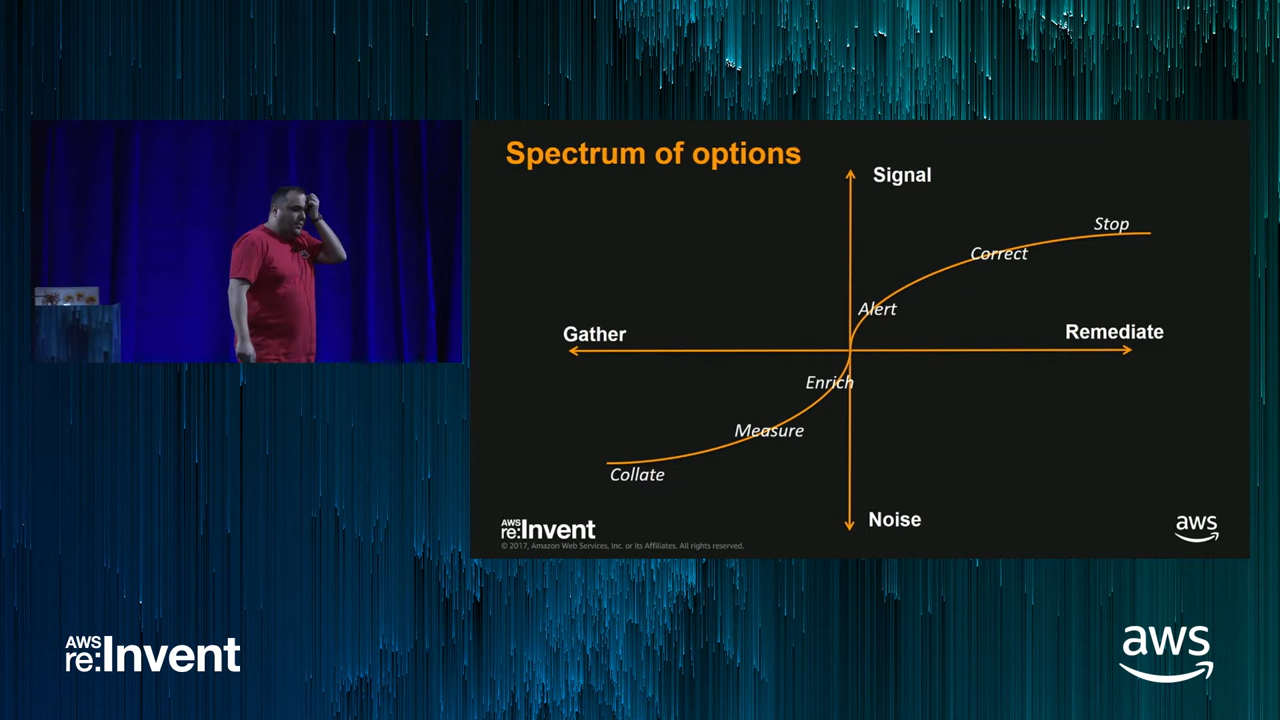 Spectrum of options
Signal
Stop
Correct
Alert
Gather
Remediate
Enrich
Measure
Collate
Noise
AWS
re:Invent
© 2017, Amazon Web Services, Inc. or its Affiliates. All rights reserved.
aws
AWS
re:Invent
aws